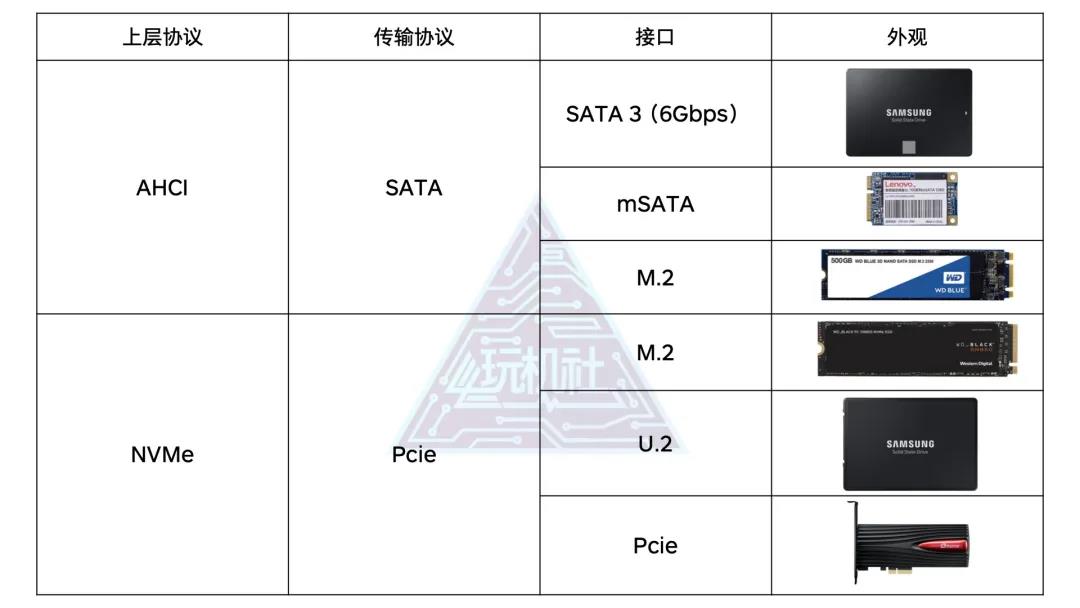 上层协议 传输协议 接口 外观
AHCI SATA
SATA 3（6Gbps）
SAMSUNG
Solid State Drive
mSATA
Lenovo
M.2
500GB WD BLUE 3D NAND SATA SSD M.2 2280
WD
WD BLUE
玩机社
NVMe Pcie
M.2
WD_BLACK
Western Digital
U.2
SAMSUNG
Solid State Drive
Pcie